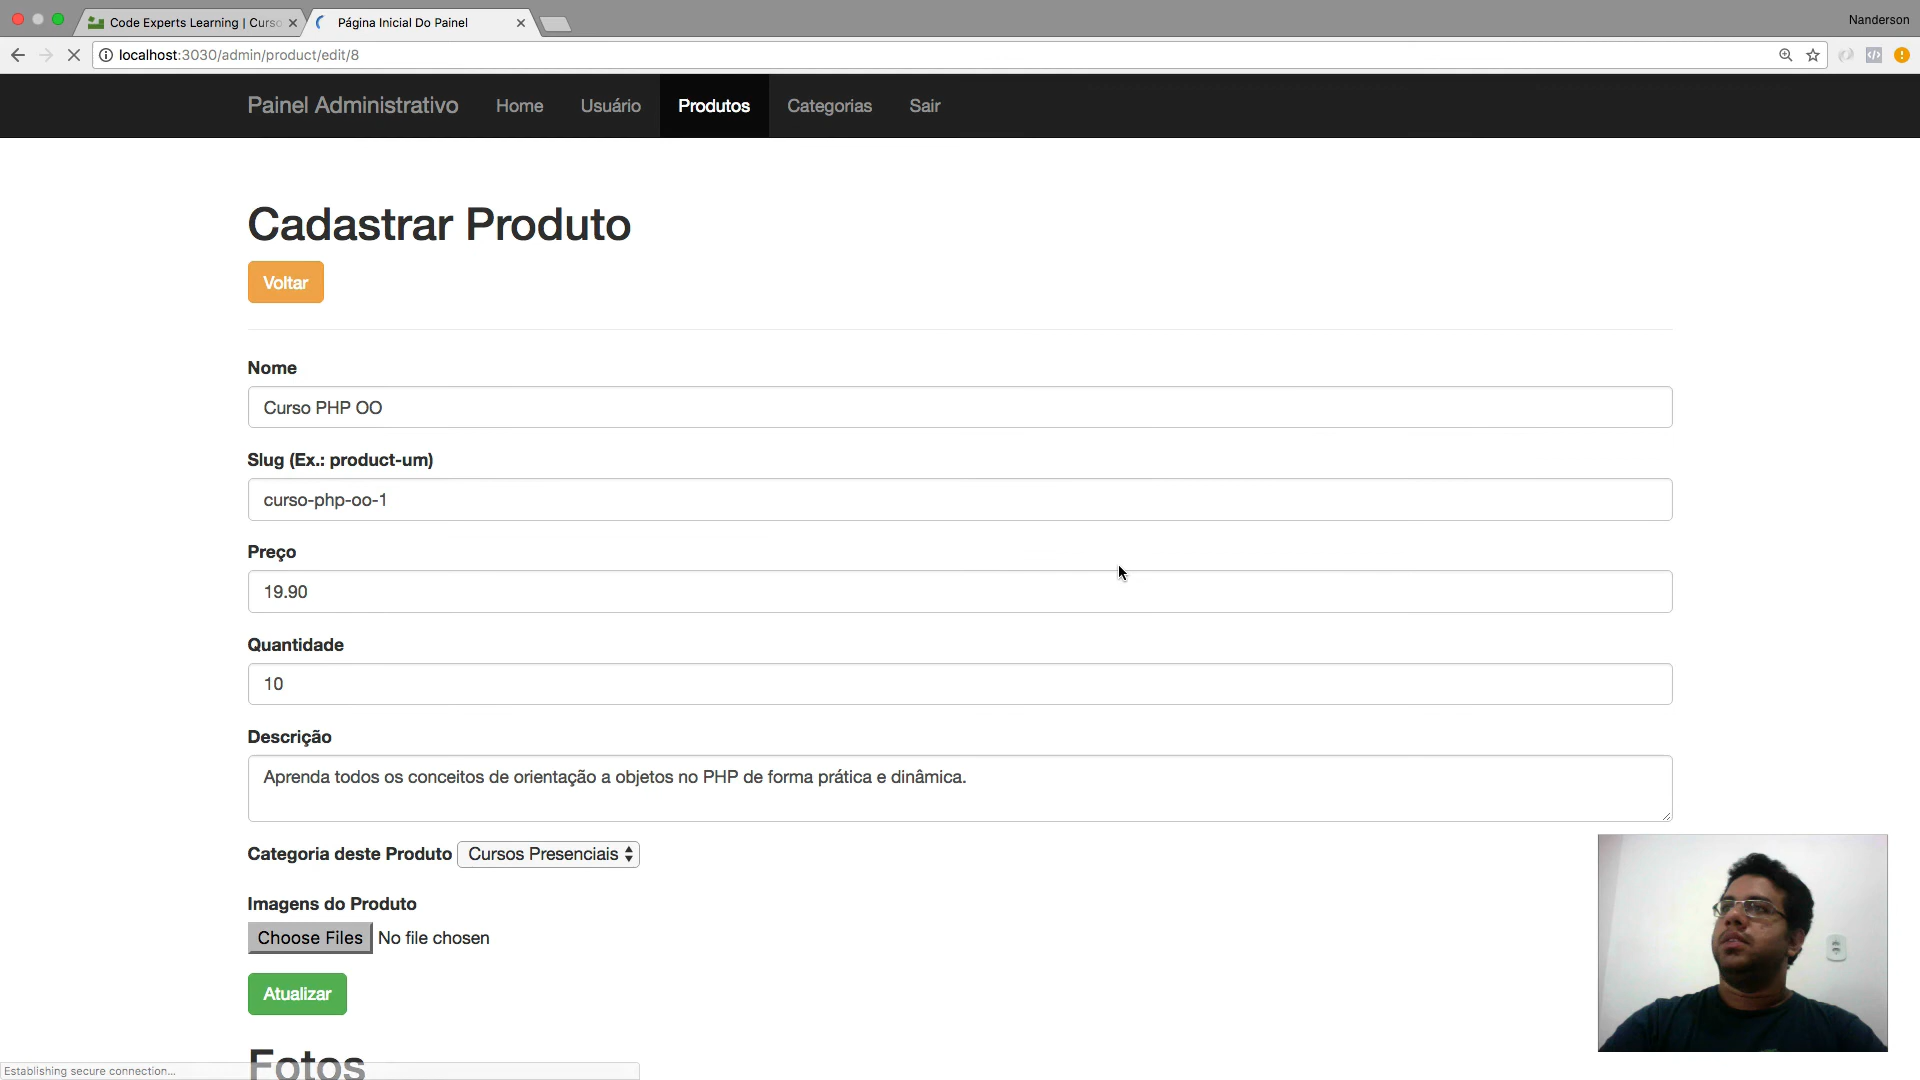 Code Experts Learning | Curso
Página Inicial Do Painel
Nanderson
localhost:3030/admin/product/edit/8
Painel Administrativo
Home
Usuário
Produtos
Categorias
Sair
Cadastrar Produto
Voltar
Nome
Curso PHP OO
Slug (Ex.: product-um)
curso-php-oo-1
Preço
19.90
Quantidade
10
Descrição
Aprenda todos os conceitos de orientação a objetos no PHP de forma prática e dinâmica.
Categoria deste Produto Cursos Presenciais
Imagens do Produto
Choose Files No file chosen
Atualizar
Fotos
Establishing secure connection...